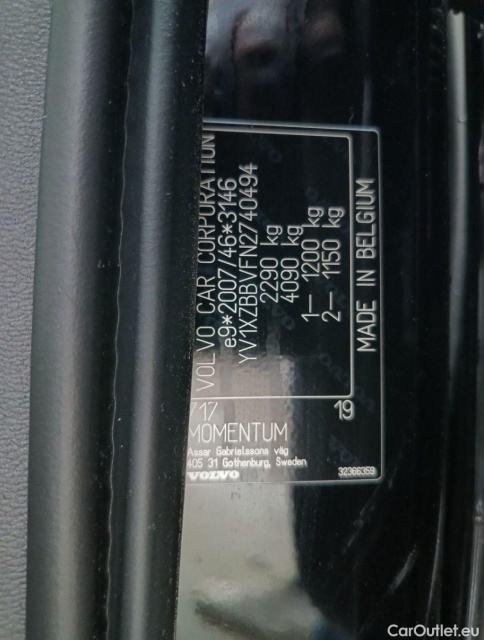 VOLVO CAR CORPORATION
e9*2007/46*3146
YV1XZBBVFN2740494
2290 kg
4090 kg
1– 1200 kg
2– 1150 kg
MADE IN BELGIUM
717
19
MOMENTUM
Assar Gabrielssons väg
405 31 Gothenburg, Sweden
VOLVO
32366359
CarOutlet.eu